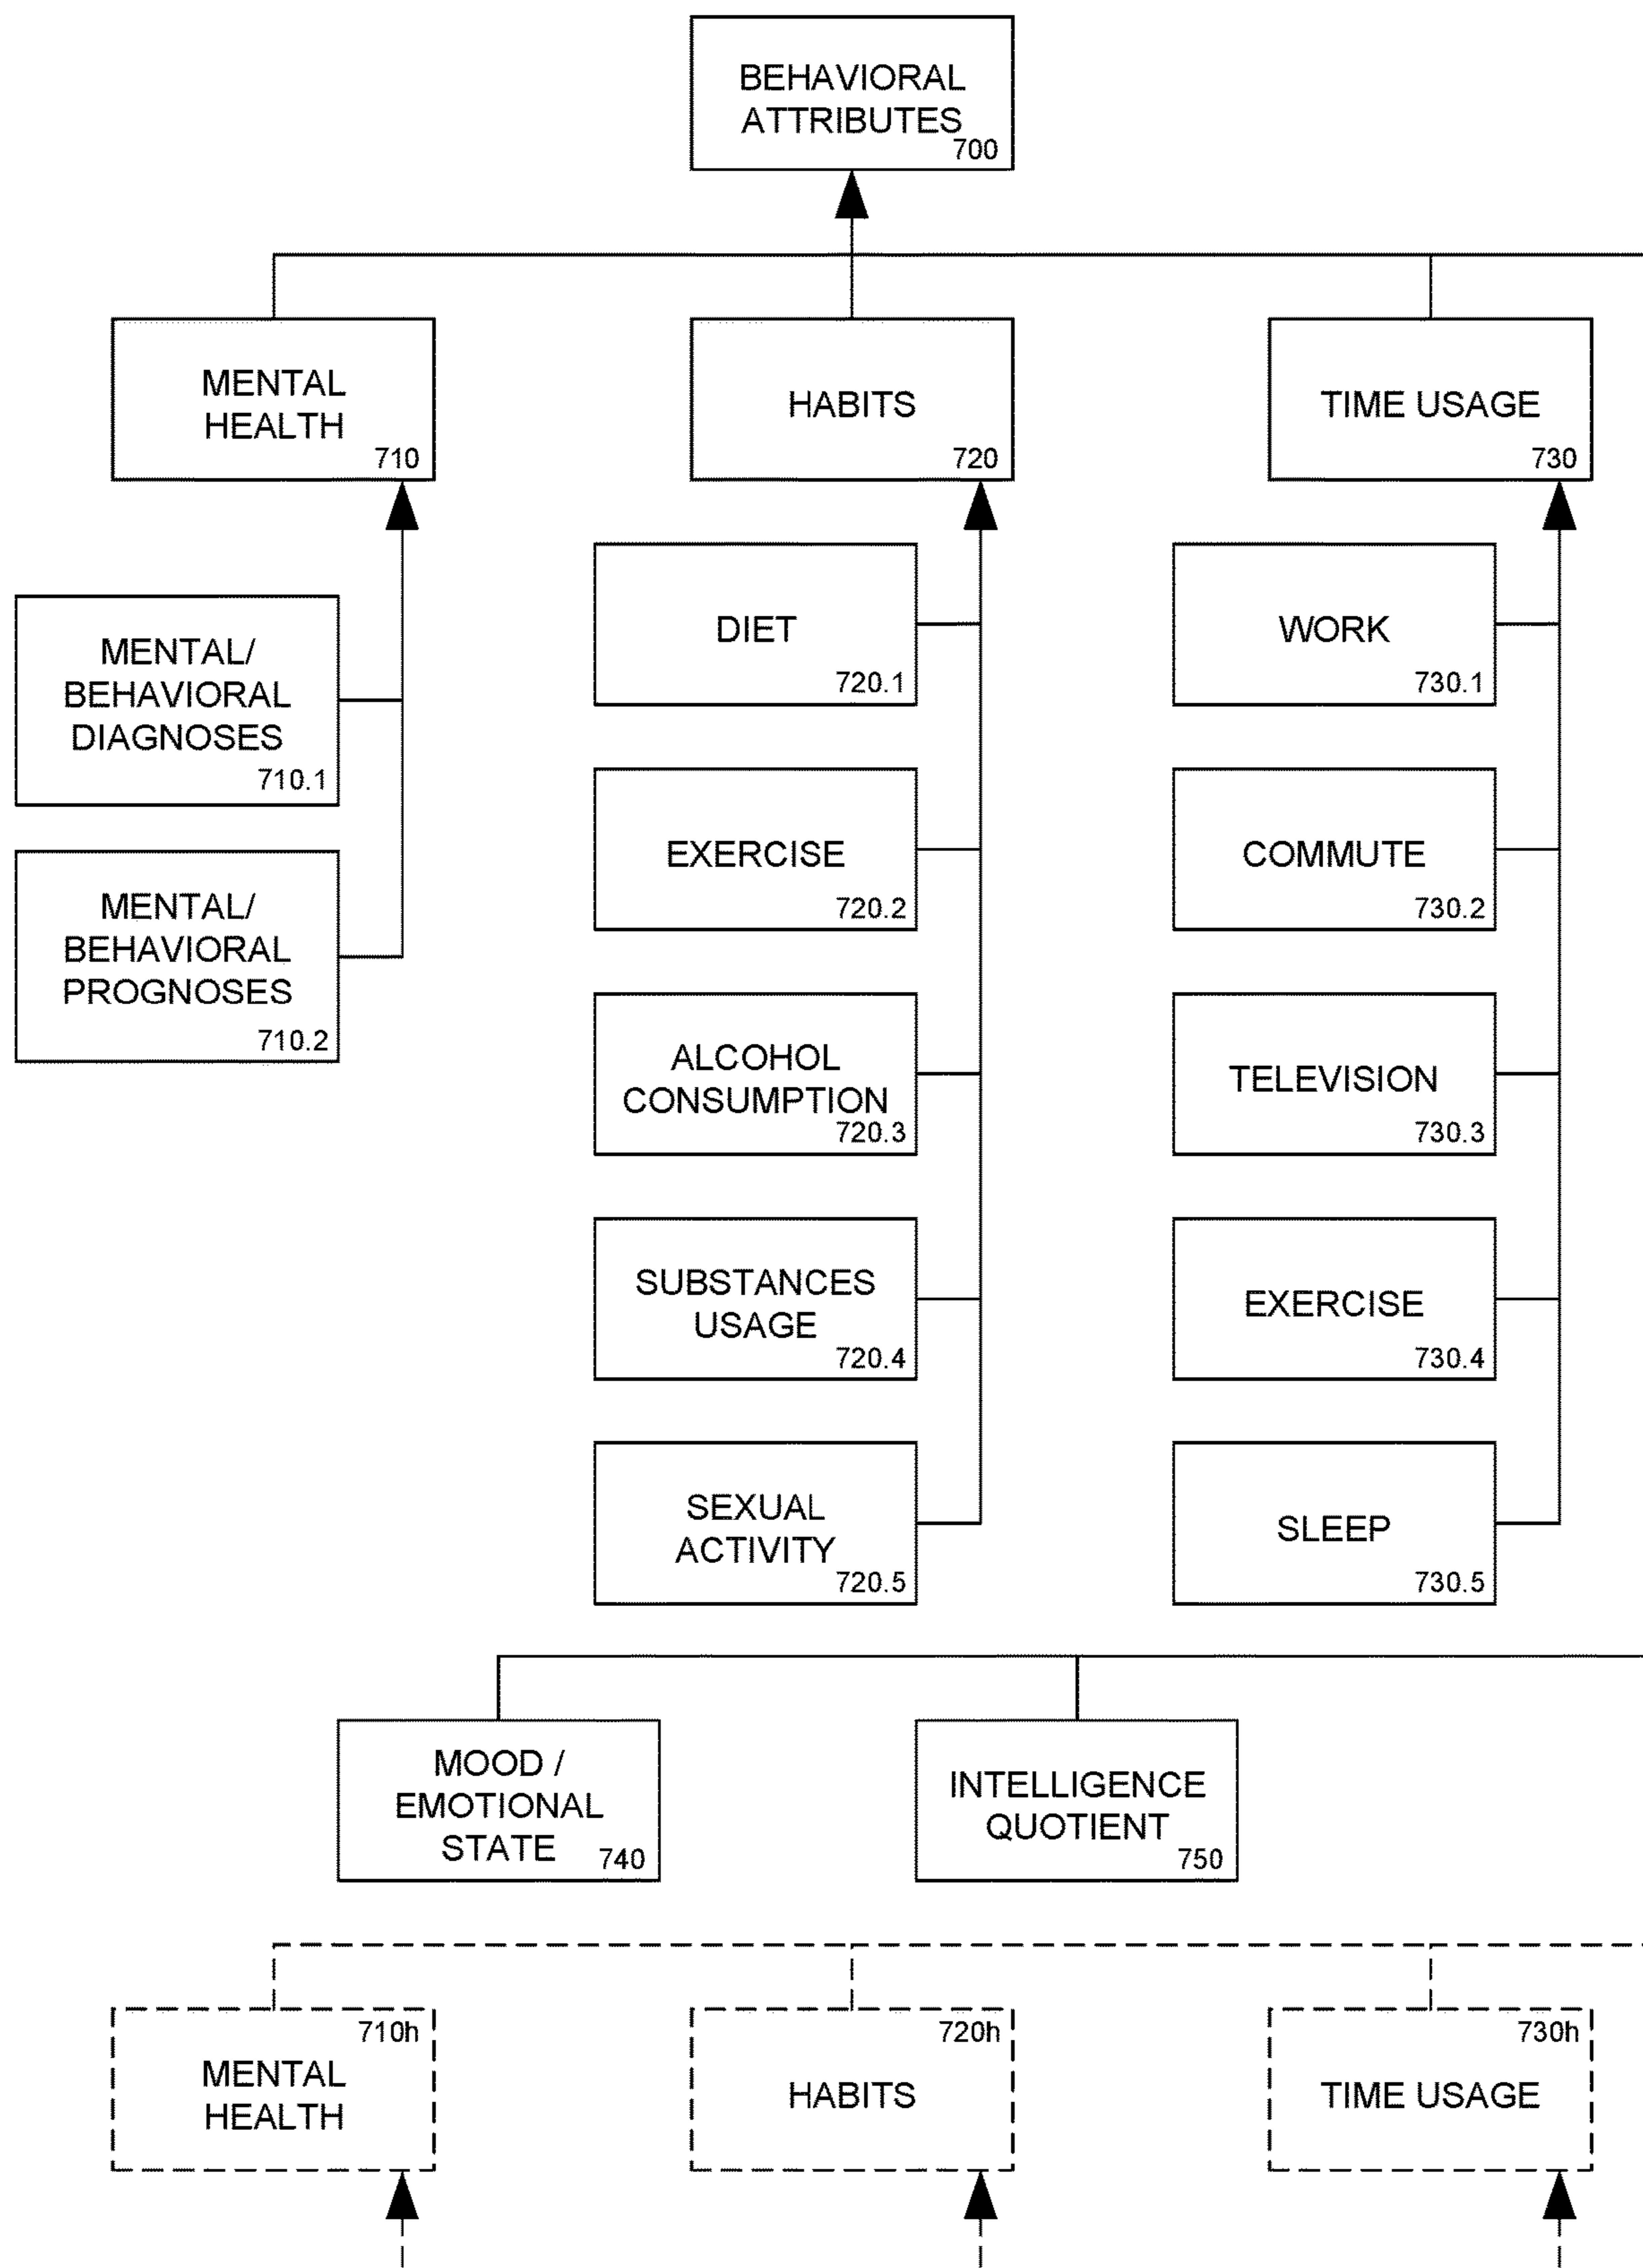 BEHAVIORAL
ATTRIBUTES
700
MENTAL
HEALTH
710
HABITS
720
TIME USAGE
730
MENTAL/
BEHAVIORAL
DIAGNOSES
710.1
MENTAL/
BEHAVIORAL
PROGNOSES
710.2
DIET
720.1
EXERCISE
720.2
ALCOHOL
CONSUMPTION
720.3
SUBSTANCES
USAGE
720.4
SEXUAL
ACTIVITY
720.5
WORK
730.1
COMMUTE
730.2
TELEVISION
730.3
EXERCISE
730.4
SLEEP
730.5
MOOD /
EMOTIONAL
STATE
740
INTELLIGENCE
QUOTIENT
750
710h
MENTAL
HEALTH
720h
HABITS
730h
TIME USAGE